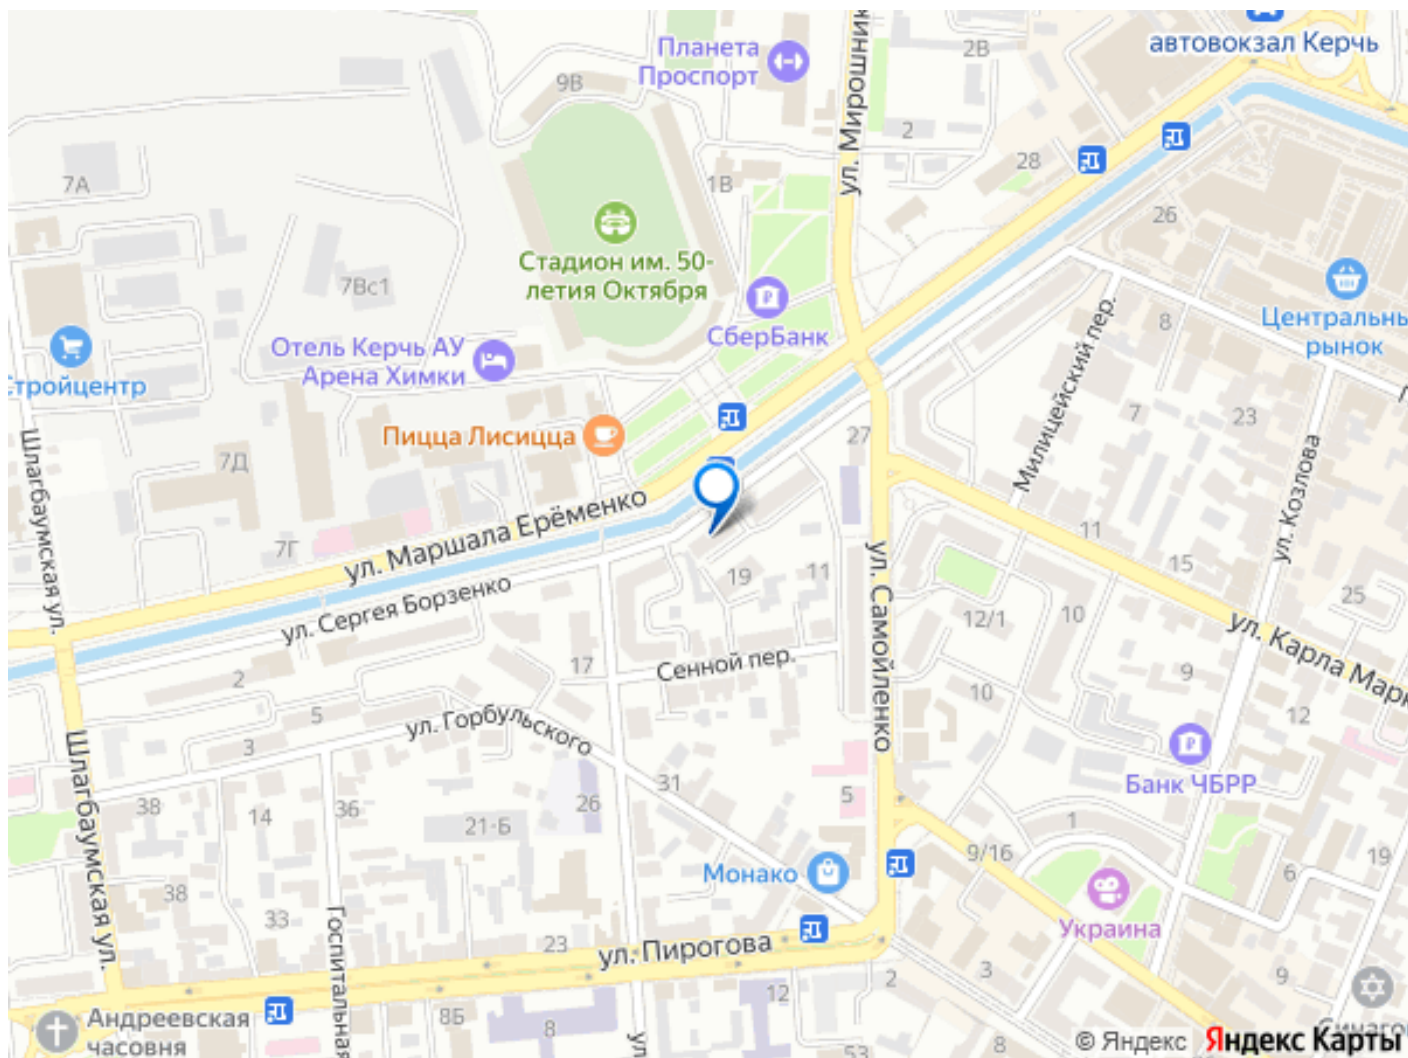 Планета
Проспорт
2В
автовокзал Керчь
9В
2
28
ул. Мирошни
7А
1В
26
Стадион им. 50-
летия Октября
7Вс1
СберБанк
Отель Керчь АУ
Арена Химки
Центральны
рынок
8
Стройцентр
Милицейский пер.
7
23
Пицца Лисицца
27
7Д
Шлагбаумская ул.
ул. Козлова
ул. Маршала Ерёменко
7Г
11
15
ул. Сергея Борзенко
19
11
ул. Самойленко
12/1
10
25
ул. Карла Марк
Сенной пер.
17
2
9
10
12
5
ул. Горбульского
3
Шлагбаумская ул.
31
Банк ЧБРР
38
14
36
26
21-Б
5
1
9/16
19
6
Монако
38
33
Госпитальная
23
ул. Пирогова
Украина
3
2
9
12
Андреевская
часовня
8Б
8
ул.
53
8
© Яндекс
Яндекс Карты